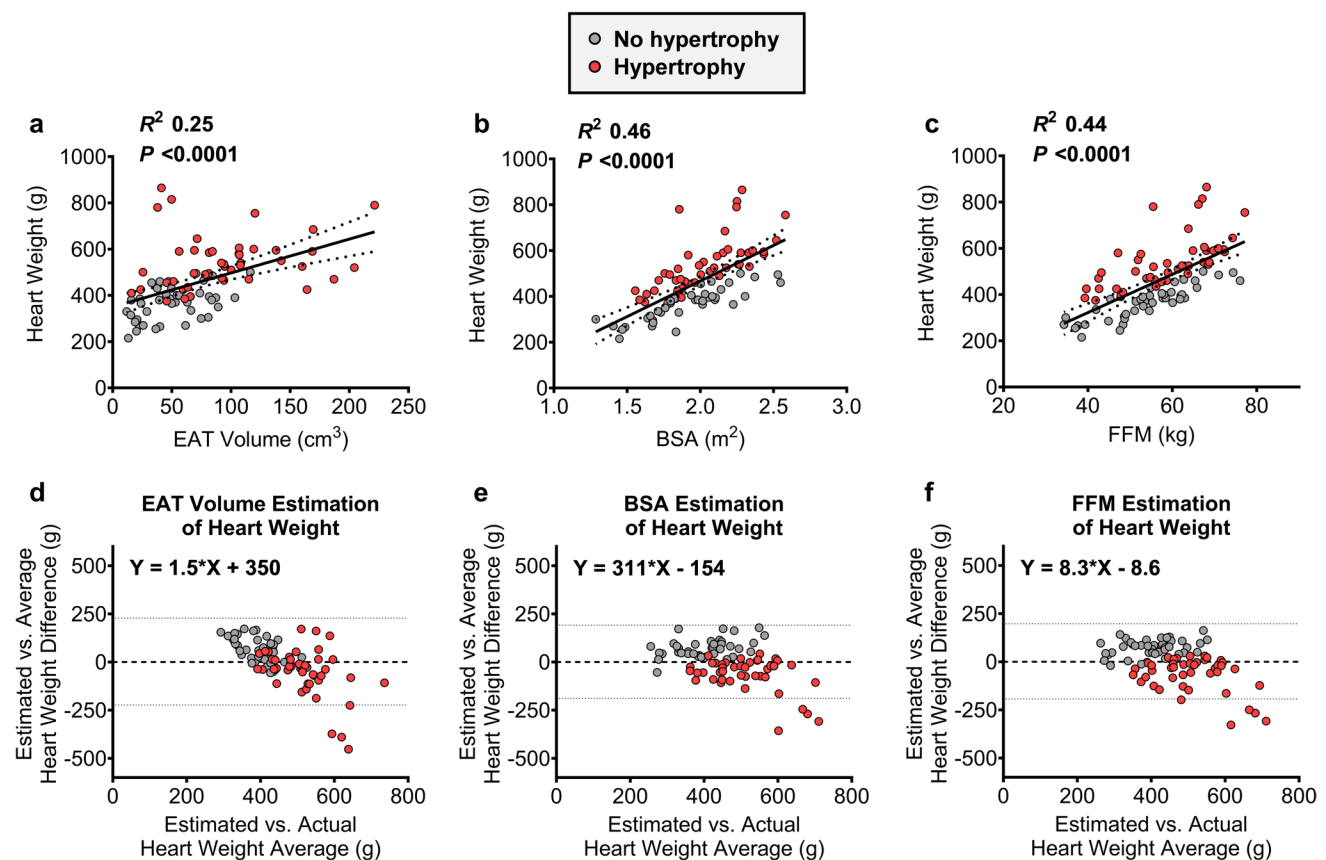 No hypertrophy
Hypertrophy
a
R² 0.25
P <0.0001
Heart Weight (g)
1000
800
600
400
200
0
0 50 100 150 200 250
EAT Volume (cm³)
b
R² 0.46
P <0.0001
Heart Weight (g)
1000
800
600
400
200
0
1.0 1.5 2.0 2.5 3.0
BSA (m²)
c
R² 0.44
P <0.0001
Heart Weight (g)
1000
800
600
400
200
0
20 40 60 80
FFM (kg)
d
EAT Volume Estimation
of Heart Weight
Y = 1.5*X + 350
Estimated vs. Average
Heart Weight Difference (g)
500
250
0
-250
-500
0 200 400 600 800
Estimated vs. Actual
Heart Weight Average (g)
e
BSA Estimation
of Heart Weight
Y = 311*X - 154
Estimated vs. Average
Heart Weight Difference (g)
500
250
0
-250
-500
0 200 400 600 800
Estimated vs. Actual
Heart Weight Average (g)
f
FFM Estimation
of Heart Weight
Y = 8.3*X - 8.6
Estimated vs. Average
Heart Weight Difference (g)
500
250
0
-250
-500
0 200 400 600 800
Estimated vs. Actual
Heart Weight Average (g)